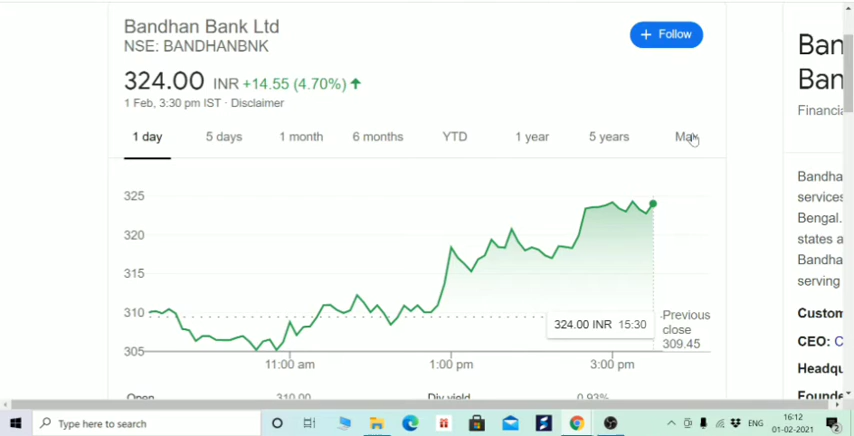 Bandhan Bank Ltd
NSE: BANDHANBNK
+ Follow
324.00 INR +14.55 (4.70%)
1 Feb, 3:30 pm IST · Disclaimer
1 day 5 days 1 month 6 months YTD 1 year 5 years Max
325
320
315
310
305
324.00 INR 15:30
Previous
close
309.45
11:00 am 1:00 pm 3:00 pm
Open 310.00 Div yield 0.93%
Ban
Ban
Financia
Bandha
services
Bengal.
states a
Bandha
serving
Custom
CEO: C
Headqu
Founde
Type here to search
ENG
16:12
01-02-2021
2